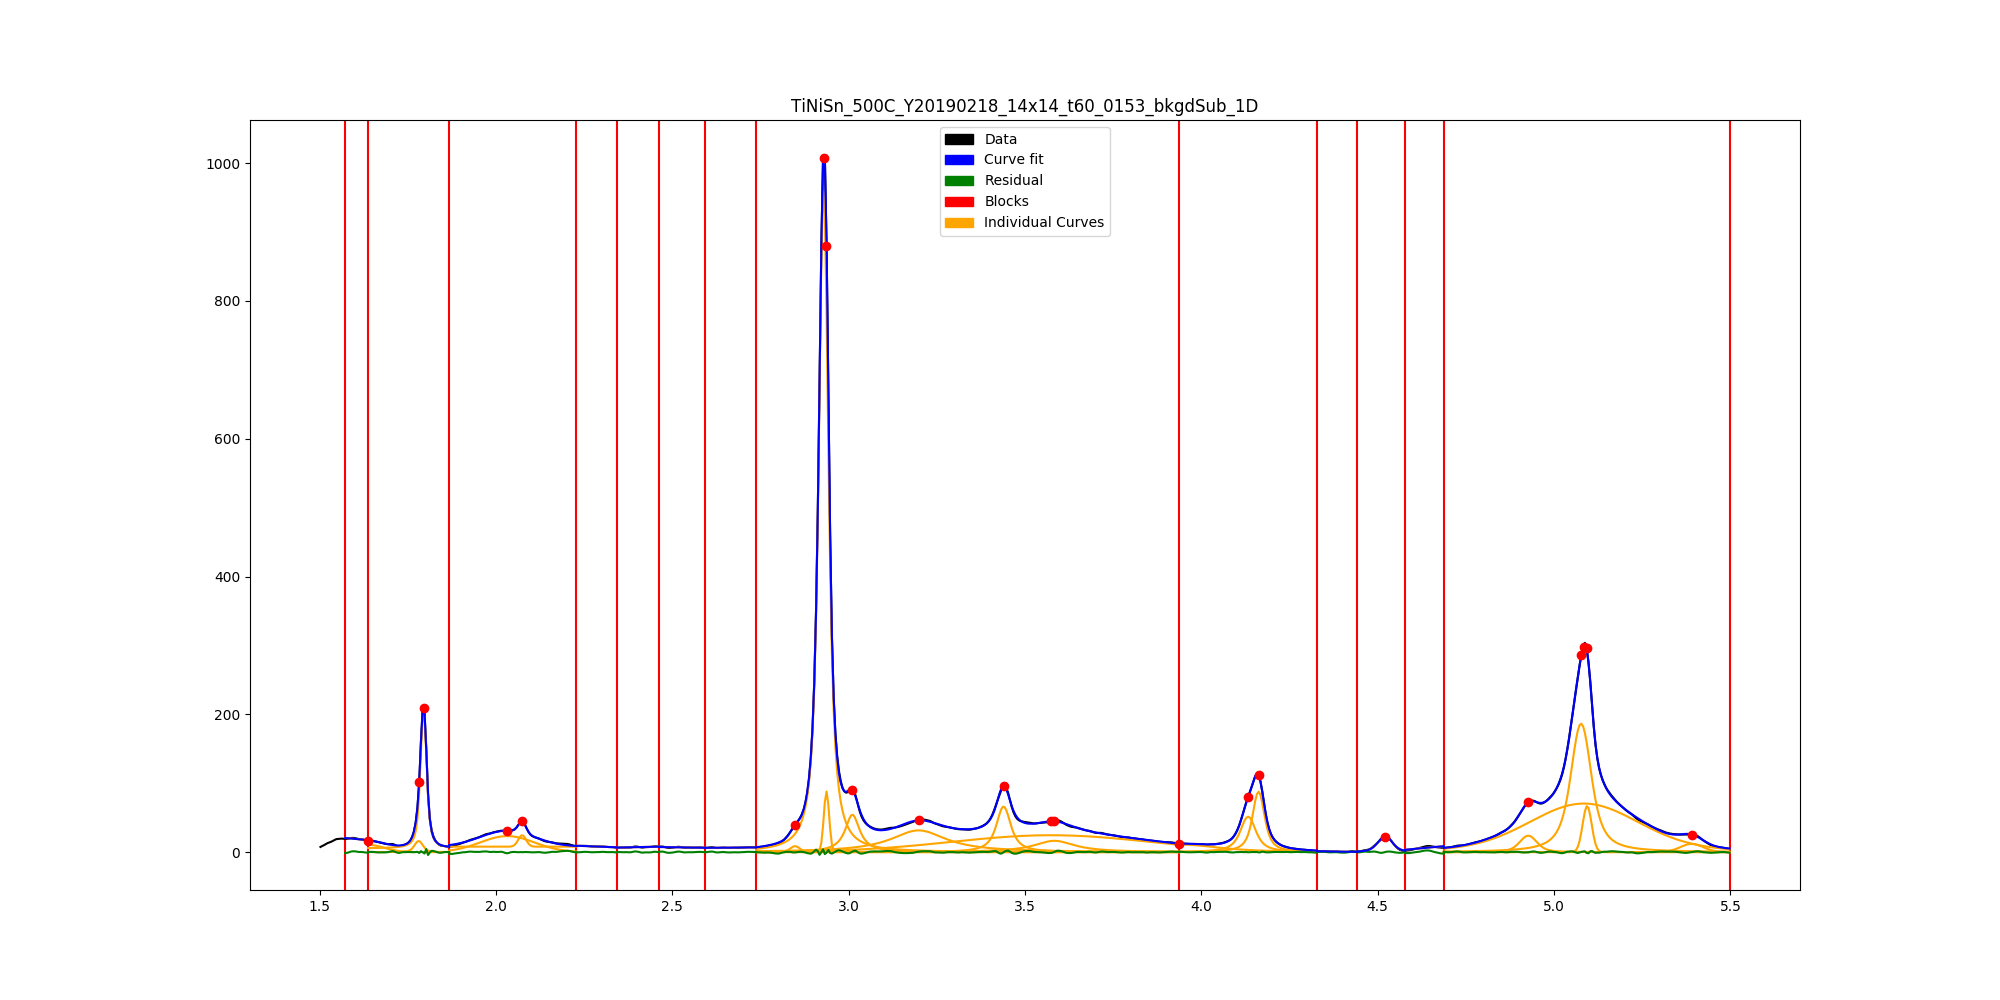 TiNiSn_500C_Y20190218_14x14_t60_0153_bkgdSub_1D
Data
Curve fit
Residual
Blocks
Individual Curves
1000
800
600
400
200
0
1.5 2.0 2.5 3.0 3.5 4.0 4.5 5.0 5.5